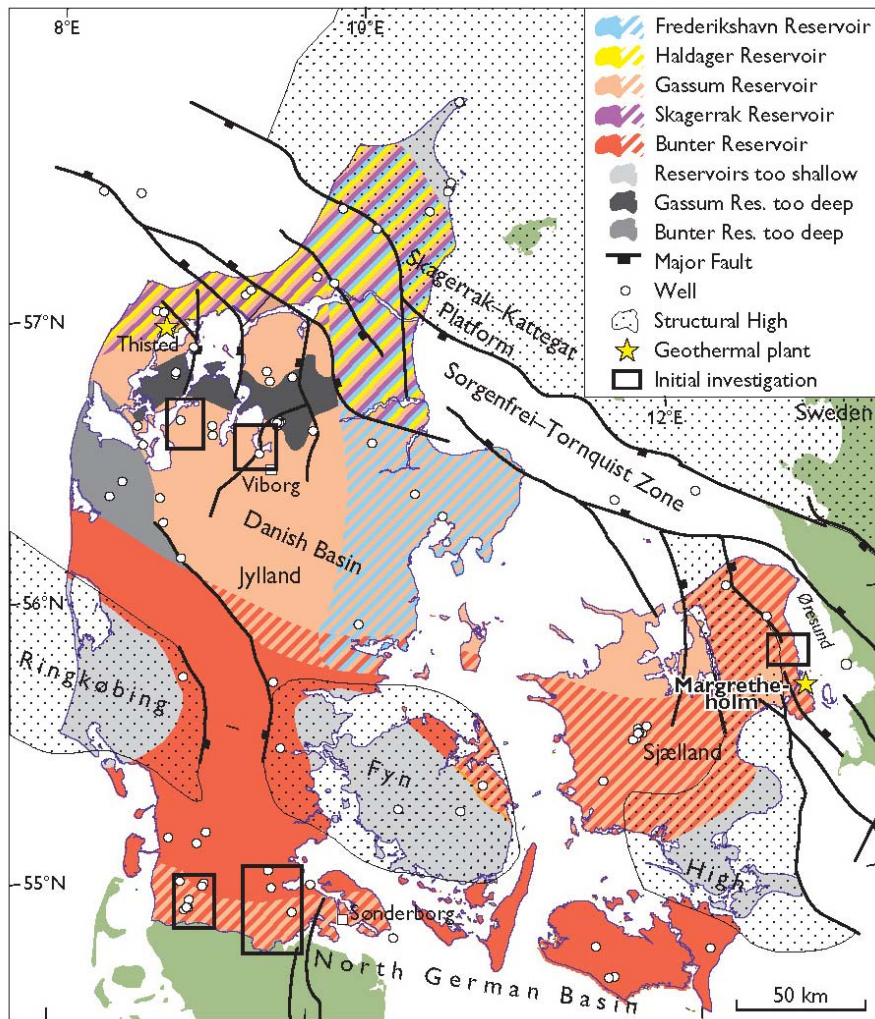 8°E
10°E
Frederikshavn Reservoir
Haldager Reservoir
Gassum Reservoir
Skagerrak Reservoir
Bunter Reservoir
Reservoirs too shallow
Gassum Res. too deep
Bunter Res. too deep
Major Fault
Well
Structural High
Geothermal plant
Initial investigation
57°N
Thisted
Skagerrak–Kattegat
Platform
Sorgenfrei–Tornquist Zone
12°E
Sweden
Viborg
Danish Basin
Jylland
56°N
Øresund
Ringkøbing
Margrethe-
holm
Sjælland
Fyn
High
55°N
Sønderborg
North German Basin
50 km